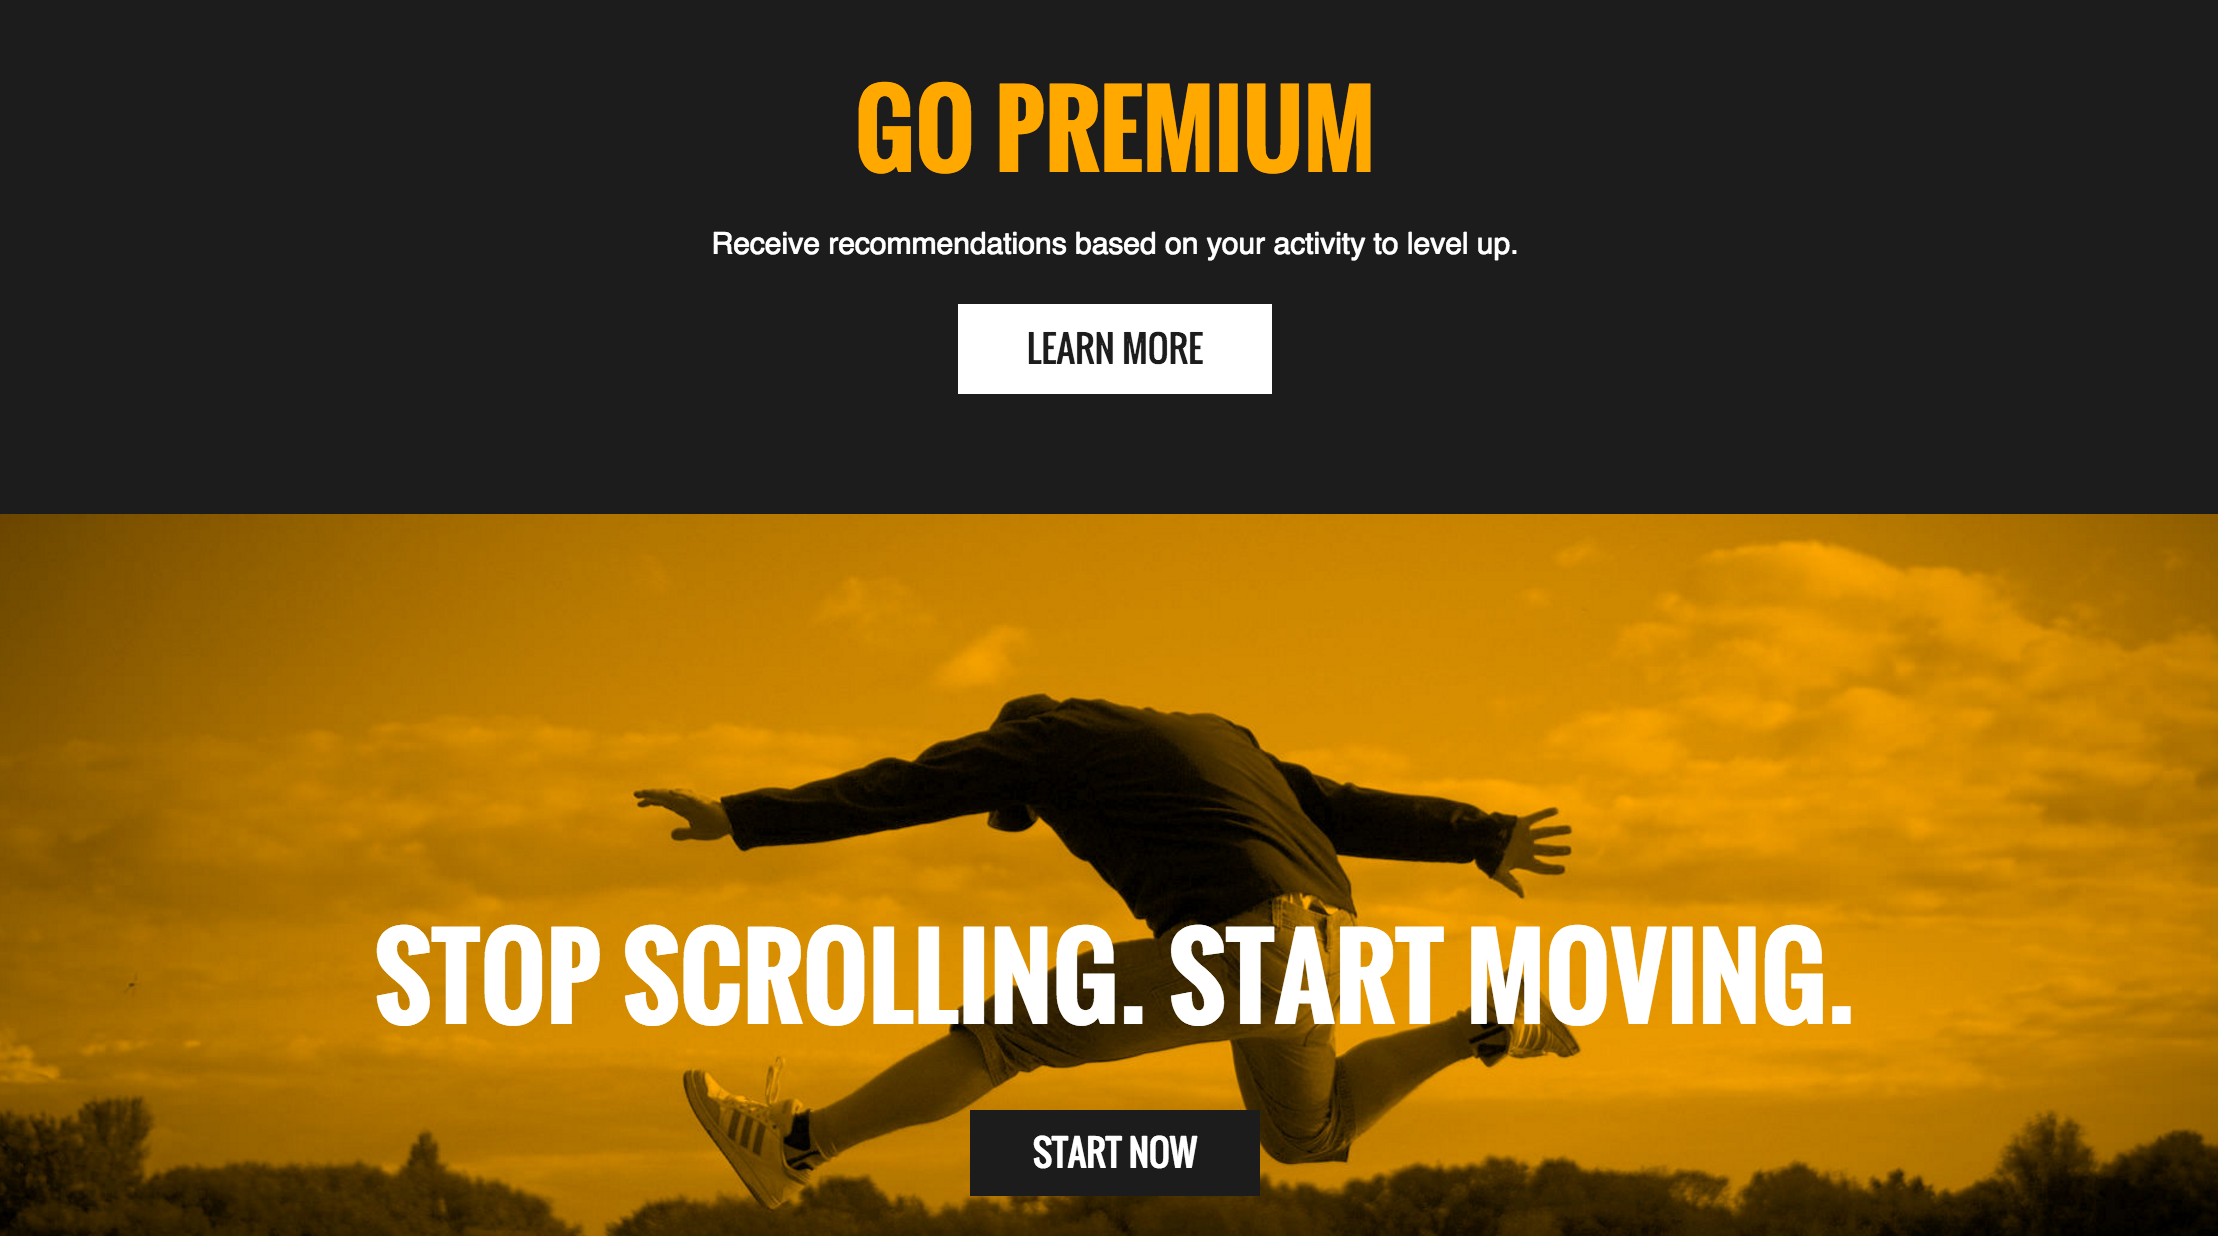 GO PREMIUM
Receive recommendations based on your activity to level up.
LEARN MORE
STOP SCROLLING. START MOVING.
START NOW